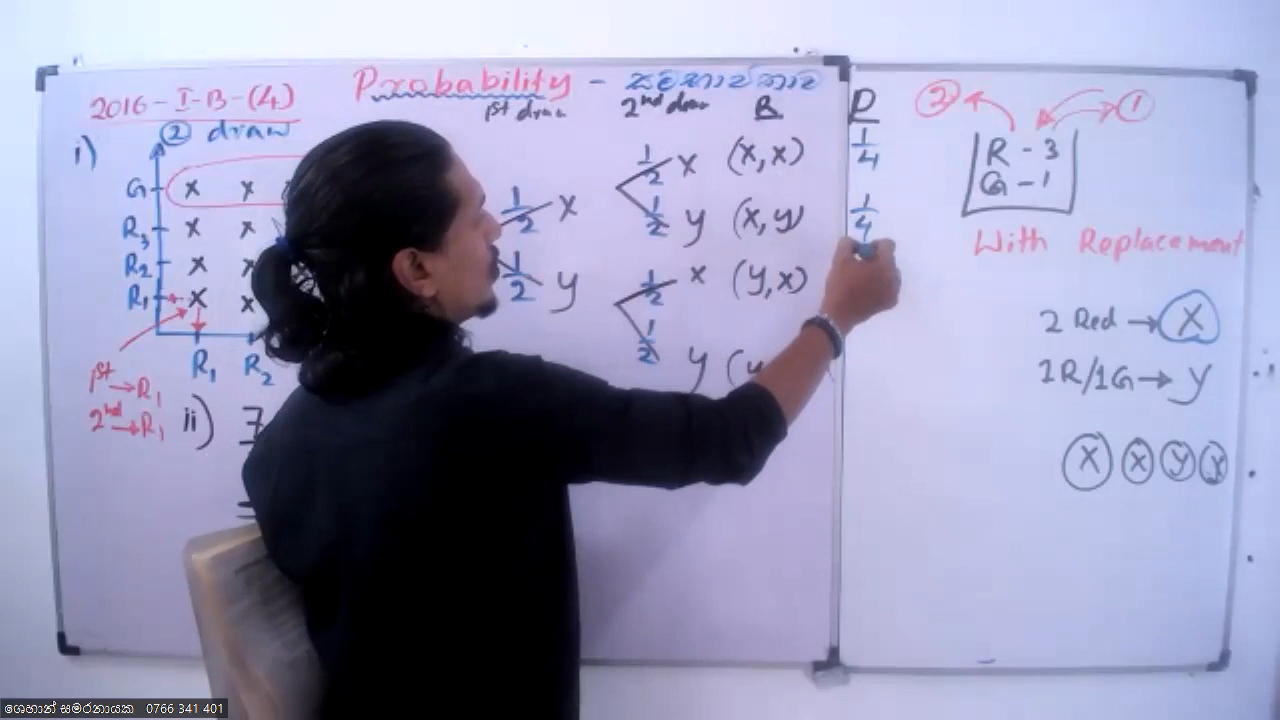 Probability - සම්භාවිතාව
2016 - I - B - (4)
i)
② draw
G x x
R3 x x
R2 x x
R1 x x
R1 R2
1st → R1
2nd → R1
ii) 7
1st draw 2nd draw B P
1/2 x
1/2 x (x, x) 1/4
1/2 y (x, y) 1/4
1/2 y
1/2 x (y, x)
1/2 y (y
② ①
R - 3
G - 1
With Replacement
2 Red → X
1R/1G → y
X X y y
0766 341 401